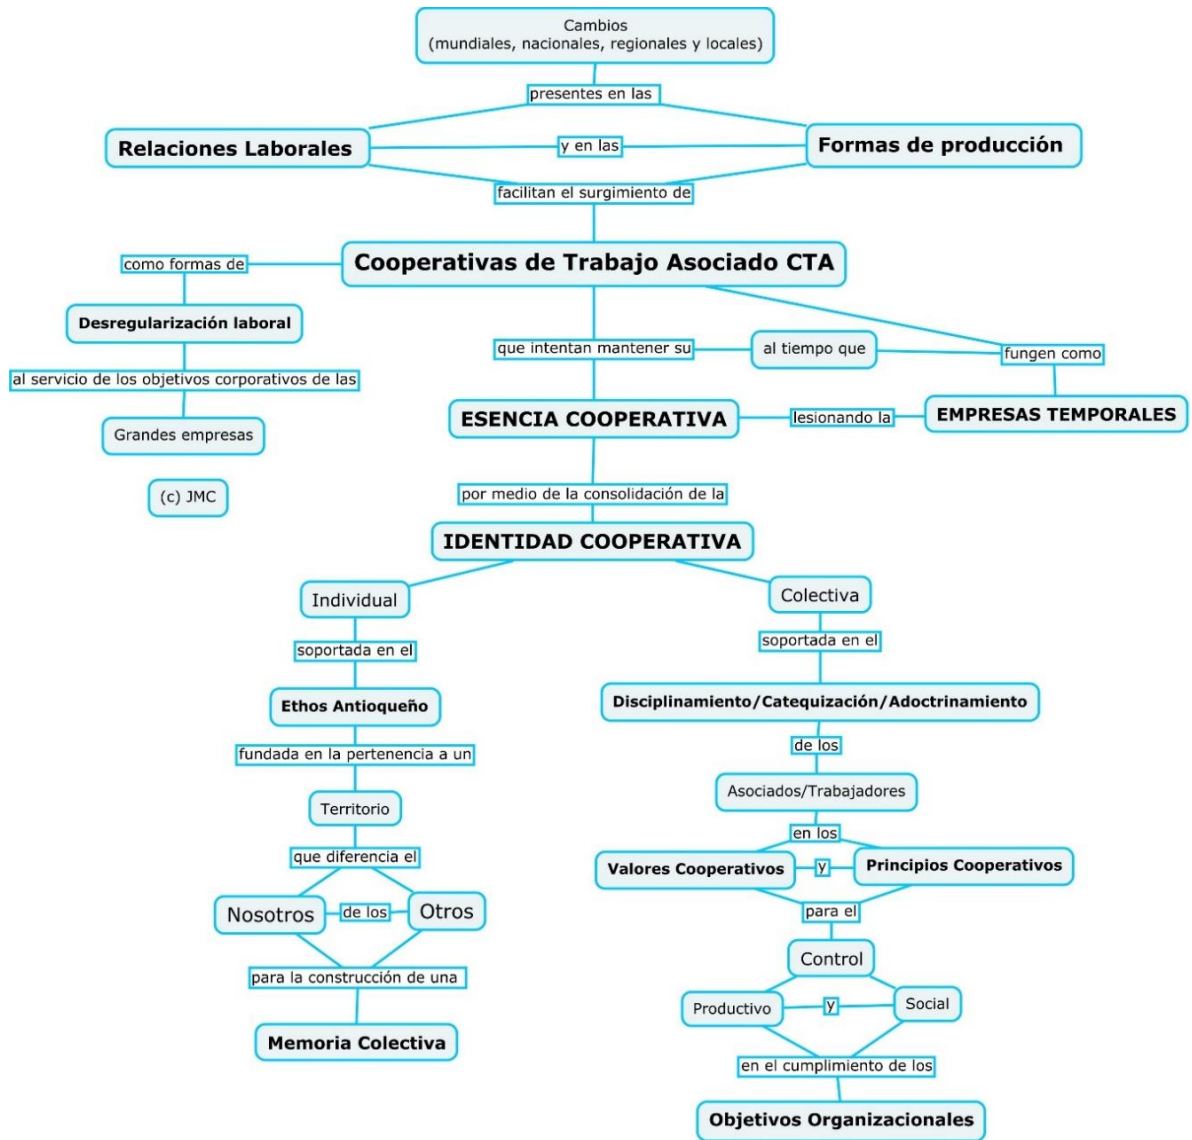 Cambios
(mundiales, nacionales, regionales y locales)
presentes en las
Relaciones Laborales
y en las
Formas de producción
facilitan el surgimiento de
como formas de
Cooperativas de Trabajo Asociado CTA
Desregularización laboral
que intentan mantener su
al tiempo que
fungen como
al servicio de los objetivos corporativos de las
Grandes empresas
ESENCIA COOPERATIVA
lesionando la
EMPRESAS TEMPORALES
(c) JMC
por medio de la consolidación de la
IDENTIDAD COOPERATIVA
Individual
soportada en el
Ethos Antioqueño
fundada en la pertenencia a un
Territorio
que diferencia el
Nosotros
de los
Otros
para la construcción de una
Memoria Colectiva
Colectiva
soportada en el
Disciplinamiento/Catequización/Adoctrinamiento
de los
Asociados/Trabajadores
en los
Valores Cooperativos
y
Principios Cooperativos
para el
Control
Productivo
y
Social
en el cumplimiento de los
Objetivos Organizacionales